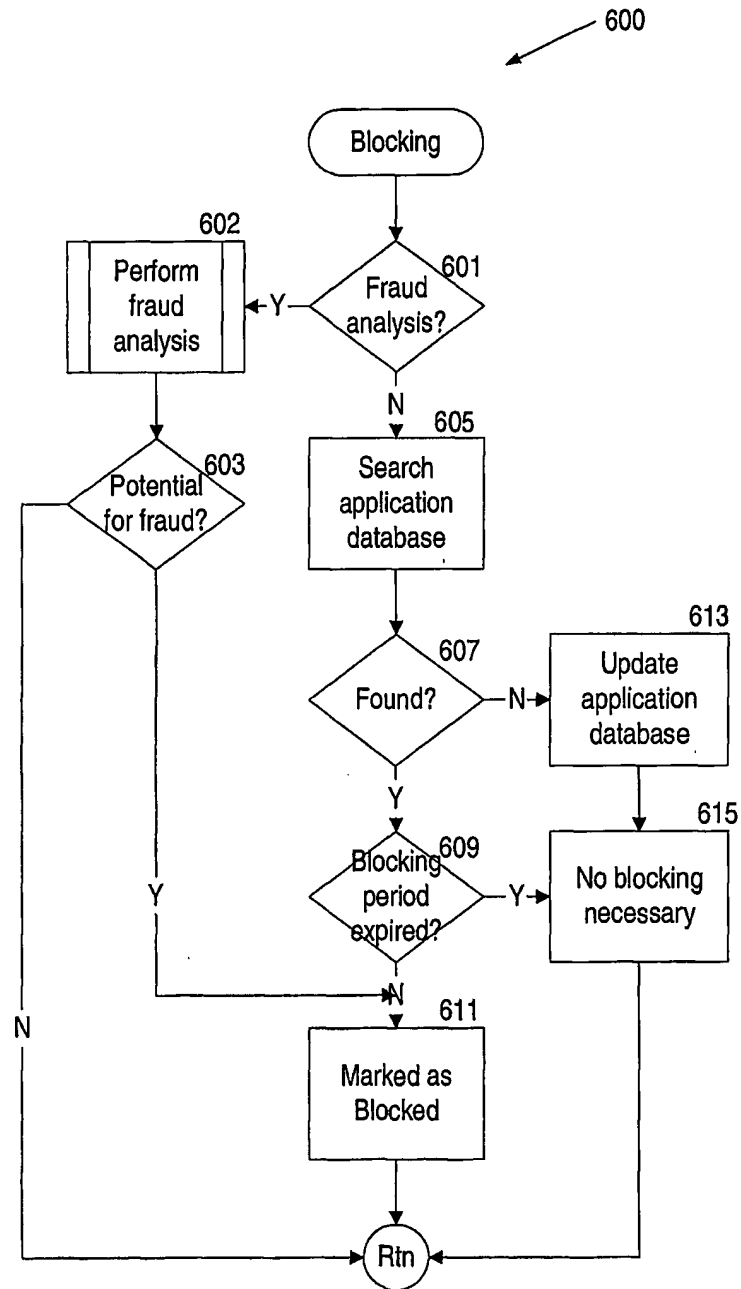 600
Blocking
602
Perform
fraud
analysis
Y
601
Fraud
analysis?
N
603
Potential
for fraud?
605
Search
application
database
607
Found?
N
613
Update
application
database
Y
609
Blocking
period
expired?
Y
615
No blocking
necessary
Y
N
N
611
Marked as
Blocked
Rtn